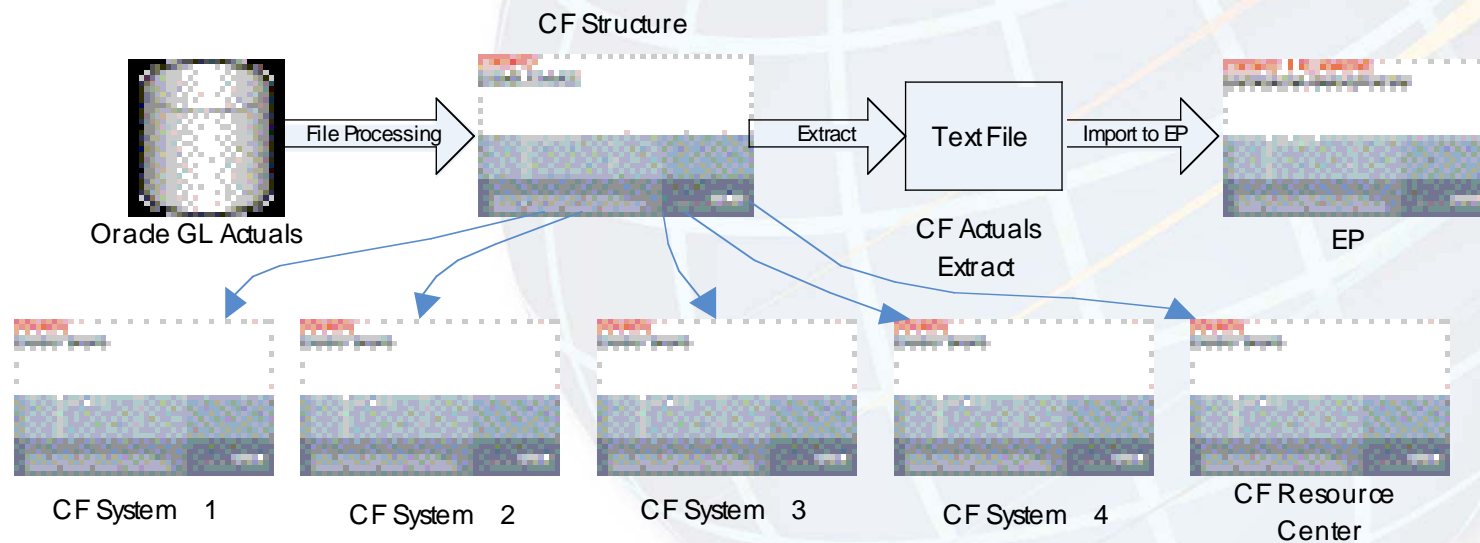 CF Structure
File Processing
Extract
Text File
Import to EP
Oracle GL Actuals
CF Actuals
Extract
EP
CF System 1
CF System 2
CF System 3
CF System 4
CF Resource
Center